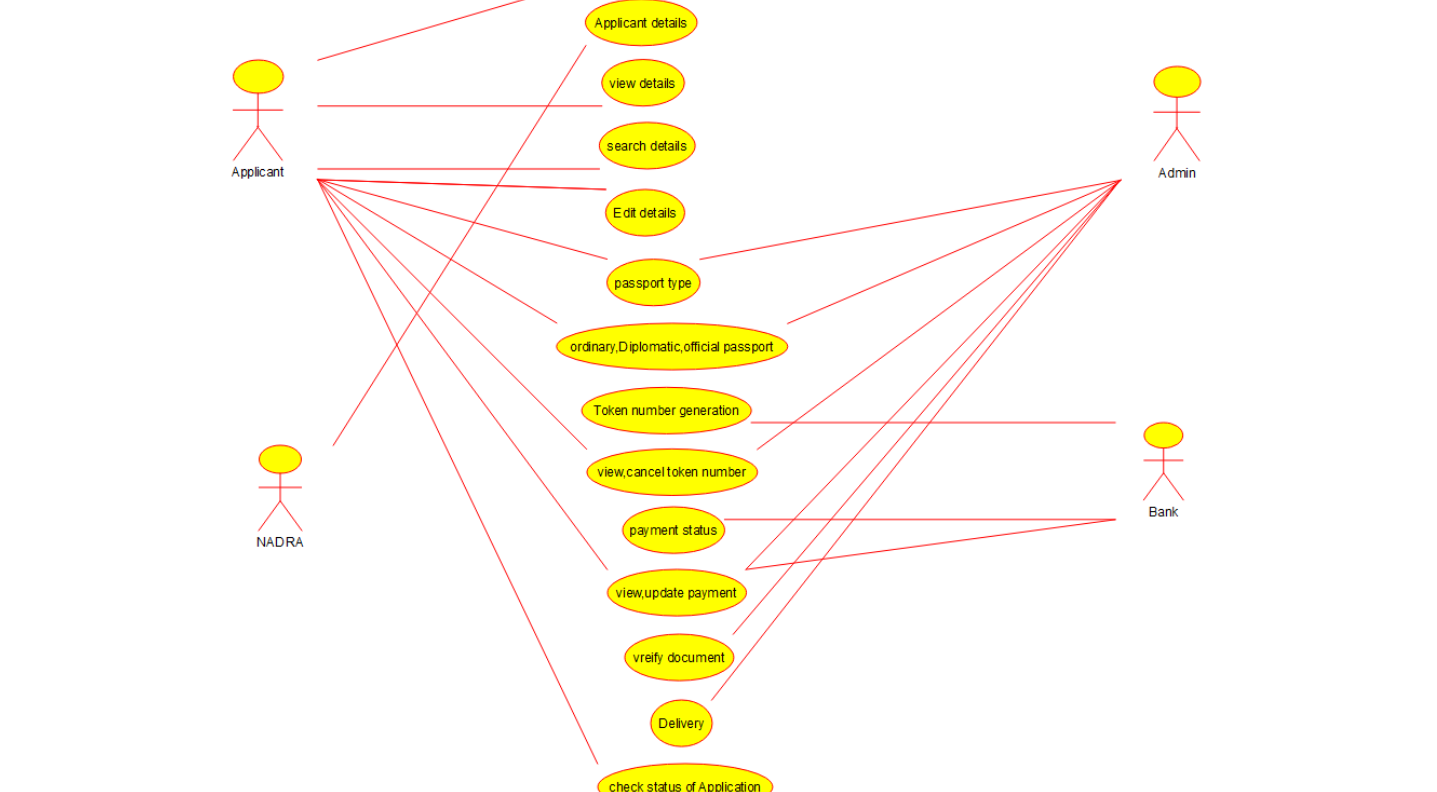 Applicant details
view details
search details
Edit details
passport type
ordinary,Diplomatic,official passport
Token number generation
view,cancel token number
payment status
view,update payment
vreify document
Delivery
check status of Application
Applicant
Admin
NADRA
Bank